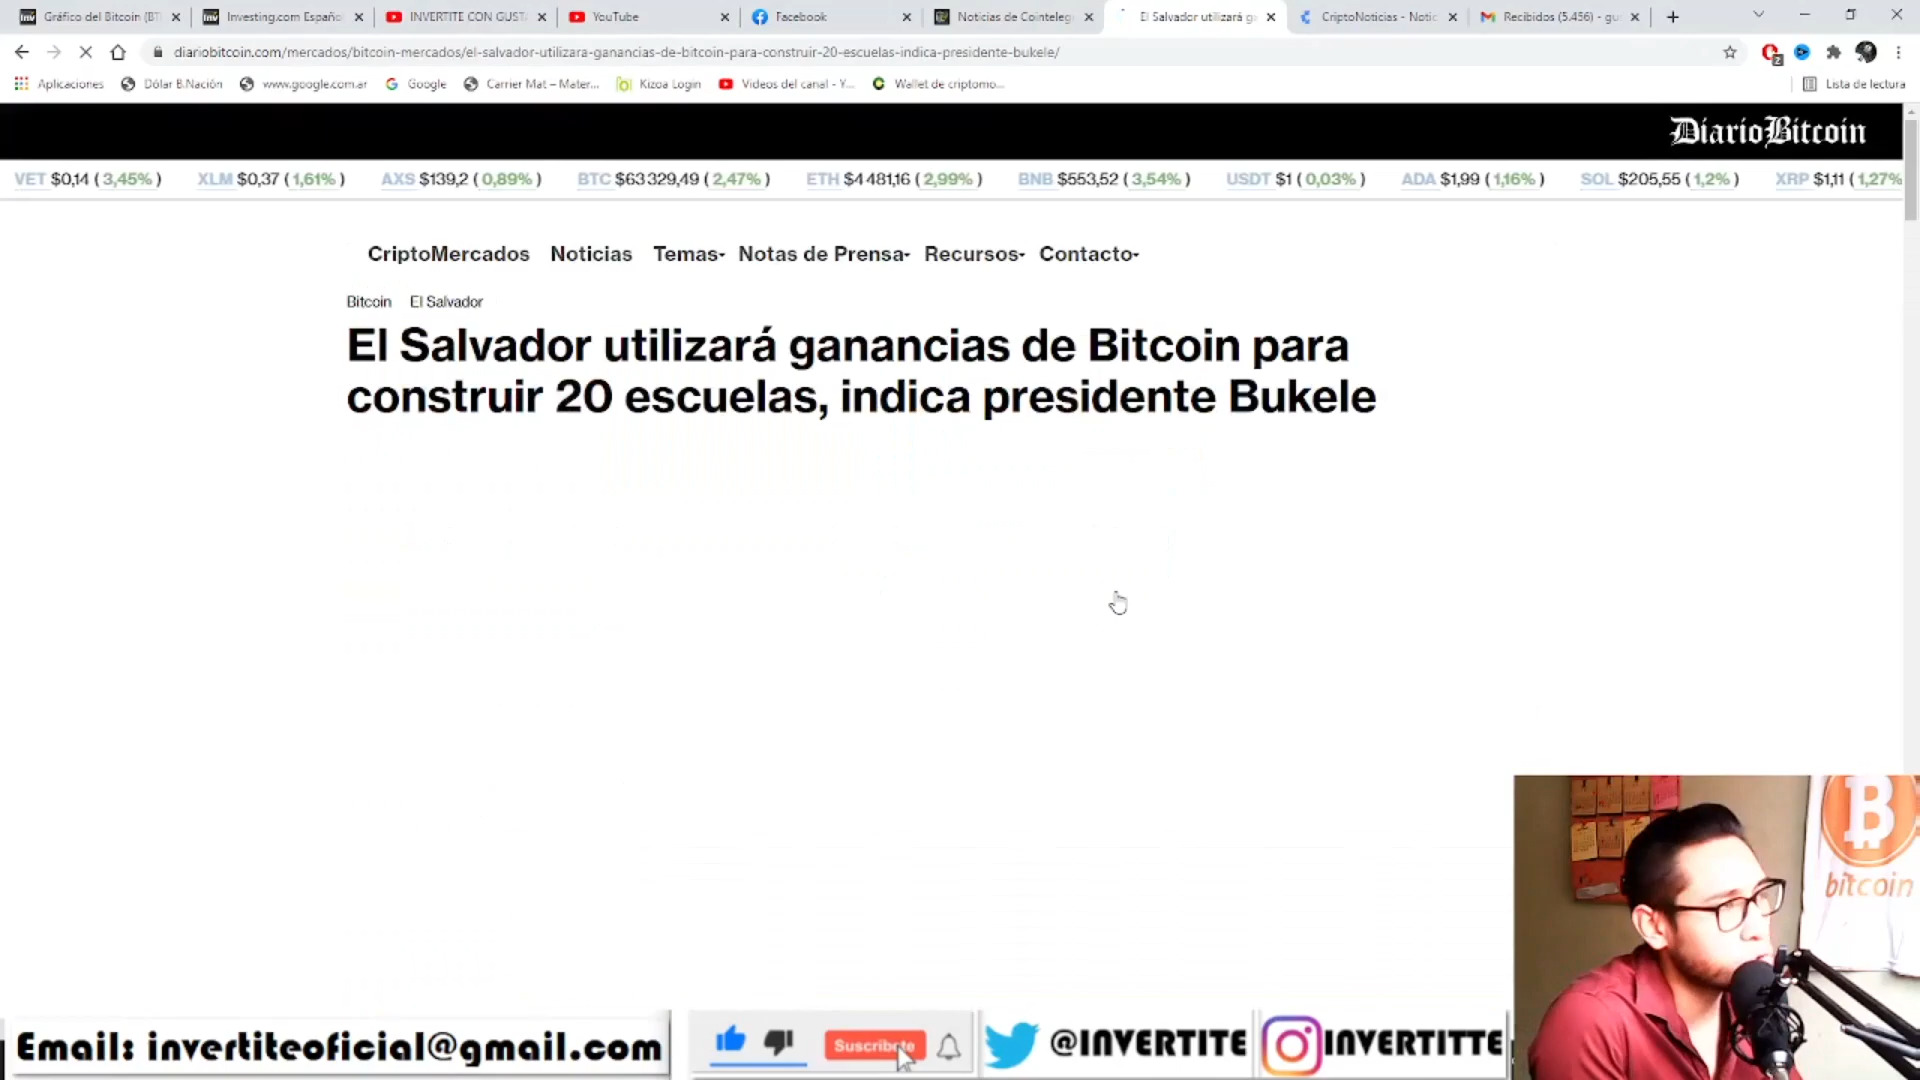 Gráfico del Bitcoin (BT
Investing.com Españo
INVERTITE CON GUST
YouTube
Facebook
Noticias de Cointeleg
El Salvador utilizará g
CriptoNoticias - Notic
Recibidos (5.456) - gu
diariobitcoin.com/mercados/bitcoin-mercados/el-salvador-utilizara-ganancias-de-bitcoin-para-construir-20-escuelas-indica-presidente-bukele/
2
Aplicaciones
Dólar B.Nación
www.google.com.ar
Google
Carrier Mat – Mater...
Kizoa Login
Videos del canal - Y...
Wallet de criptomo...
Lista de lectura
DiarioBitcoin
VET $0,14 ( 3,45% ) XLM $0,37 ( 1,61% ) AXS $139,2 ( 0,89% ) BTC $63 329,49 ( 2,47% ) ETH $4 481,16 ( 2,99% ) BNB $553,52 ( 3,54% ) USDT $1 ( 0,03% ) ADA $1,99 ( 1,16% ) SOL $205,55 ( 1,2% ) XRP $1,11 ( 1,27%
CriptoMercados Noticias Temas Notas de Prensa Recursos Contacto
Bitcoin El Salvador
El Salvador utilizará ganancias de Bitcoin para
construir 20 escuelas, indica presidente Bukele
bitcoin
Email: invertiteoficial@gmail.com
Suscribete
@INVERTITE
INVERTITTE